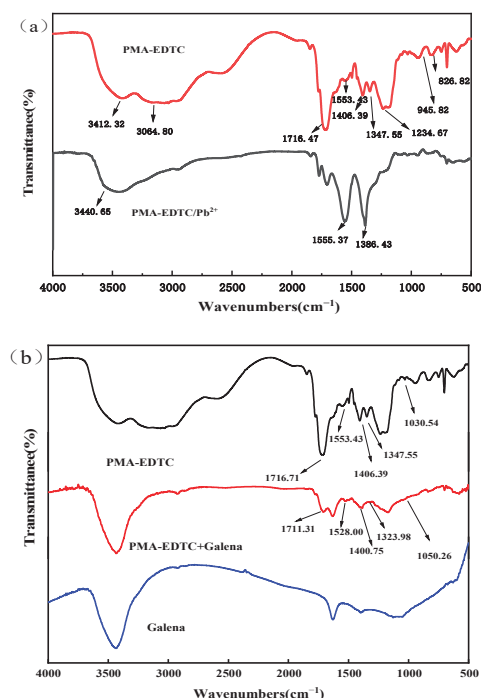 (a)
PMA-EDTC
826.82
1553.43
945.82
3412.32
1406.39
1347.55
1234.67
3064.80
1716.47
3440.65
PMA-EDTC/Pb²⁺
1555.37
1386.43
Transmittance(%)
4000 3500 3000 2500 2000 1500 1000 500
Wavenumbers(cm⁻¹)
(b)
1030.54
1553.43
1347.55
PMA-EDTC
1716.71
1406.39
1711.31
1528.00
1323.98
PMA-EDTC+Galena
1400.75
1050.26
Galena
Transmittance(%)
4000 3500 3000 2500 2000 1500 1000 500
Wavenumbers(cm⁻¹)